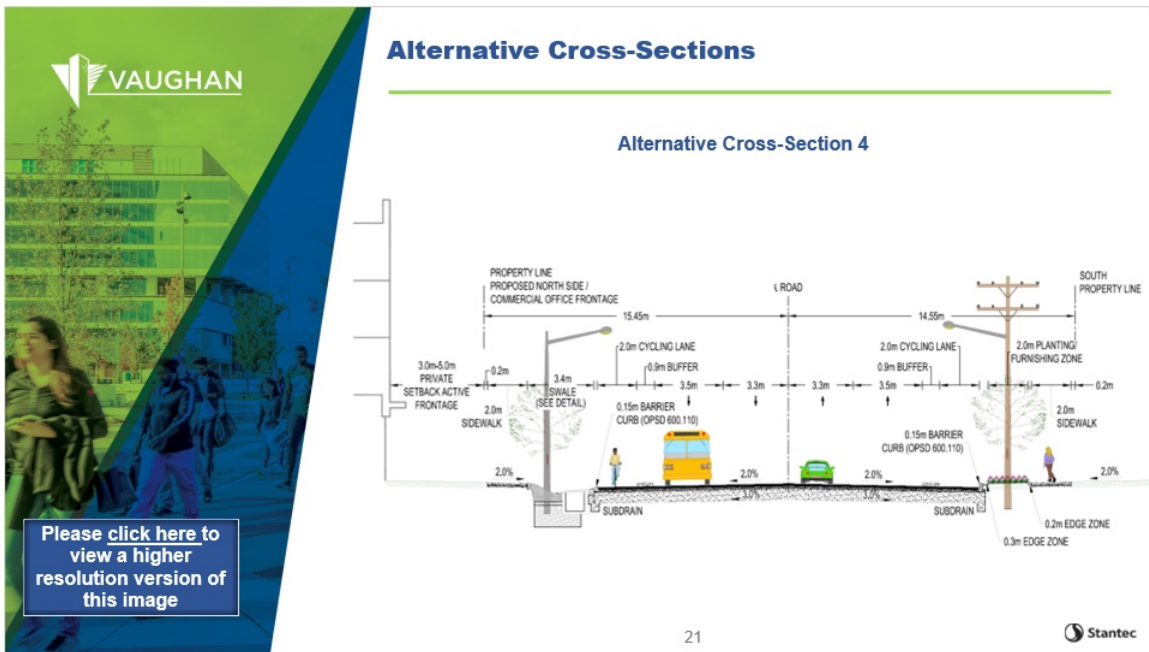 VAUGHAN
Alternative Cross-Sections
Alternative Cross-Section 4
PROPERTY LINE
PROPOSED NORTH SIDE /
COMMERCIAL OFFICE FRONTAGE
ROAD
SOUTH
PROPERTY LINE
15.45m
14.55m
2.0m CYCLING LANE
2.0m CYCLING LANE
2.0m PLANTING/
FURNISHING ZONE
0.9m BUFFER
0.9m BUFFER
3.0m-5.0m
PRIVATE
SETBACK ACTIVE
FRONTAGE
0.2m
3.4m
SWALE
(SEE DETAIL)
3.5m
3.3m
3.3m
3.5m
0.2m
2.0m
SIDEWALK
0.15m BARRIER
CURB (OPSD 600.110)
0.15m BARRIER
CURB (OPSD 600.110)
2.0m
SIDEWALK
2.0%
2.0%
2.0%
2.0%
3.0%
3.0%
SUBDRAIN
SUBDRAIN
0.2m EDGE ZONE
0.3m EDGE ZONE
Please click here to
view a higher
resolution version of
this image
21
Stantec